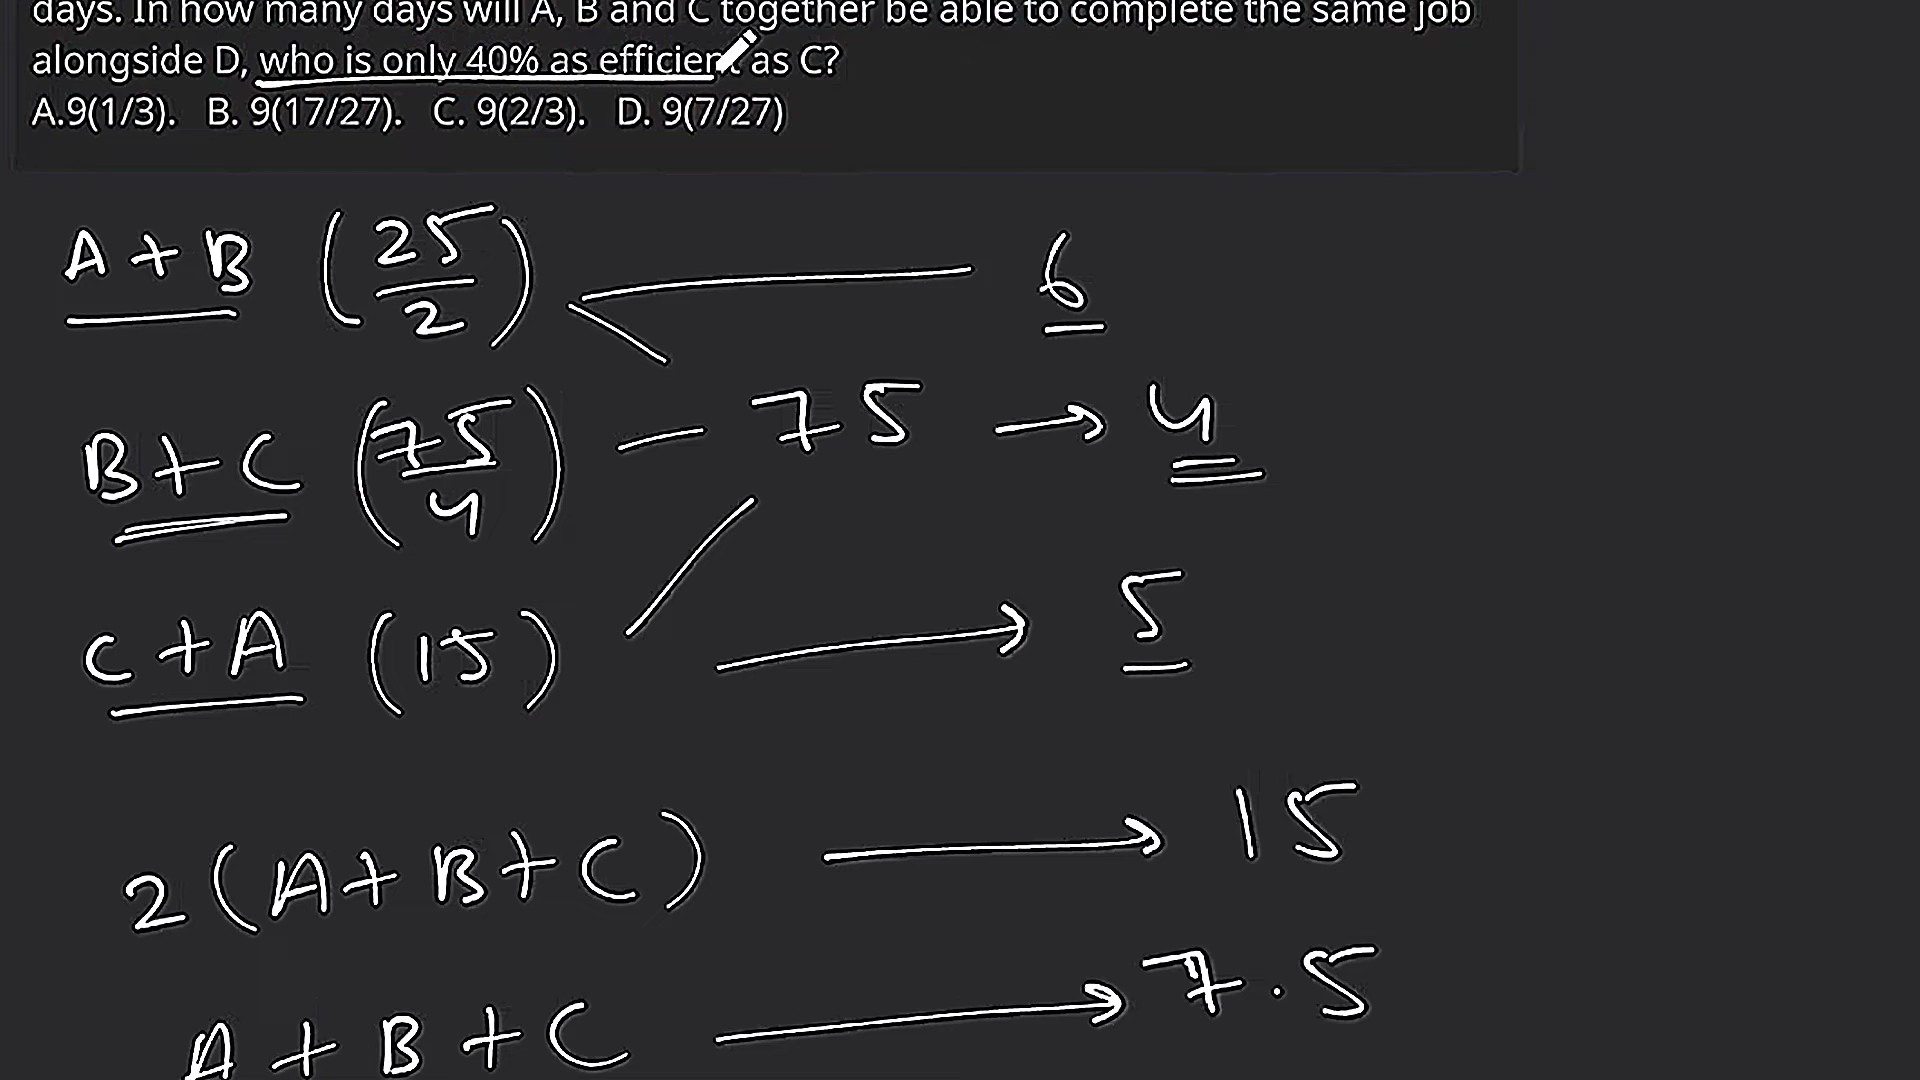 days. In how many days will A, B and C together be able to complete the same job
alongside D, who is only 40% as efficient as C?
A.9(1/3). B. 9(17/27). C. 9(2/3). D. 9(7/27)
A + B (25/2) 6
B + C (75/4) — 75 → 4
C + A (15) → 5
2(A + B + C) → 15
A + B + C → 7.5